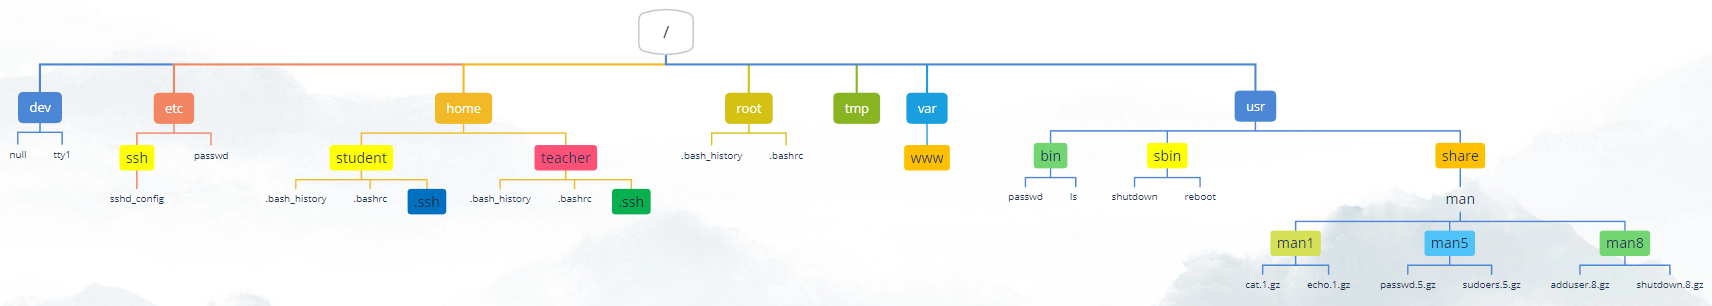 /
dev
etc
home
root
tmp
var
usr
null
tty1
ssh
passwd
student
teacher
.bash_history
.bashrc
www
bin
sbin
share
sshd_config
.bash_history
.bashrc
.ssh
.bash_history
.bashrc
.ssh
passwd
ls
shutdown
reboot
man
man1
man5
man8
cat.1.gz
echo.1.gz
passwd.5.gz
sudoers.5.gz
adduser.8.gz
shutdown.8.gz